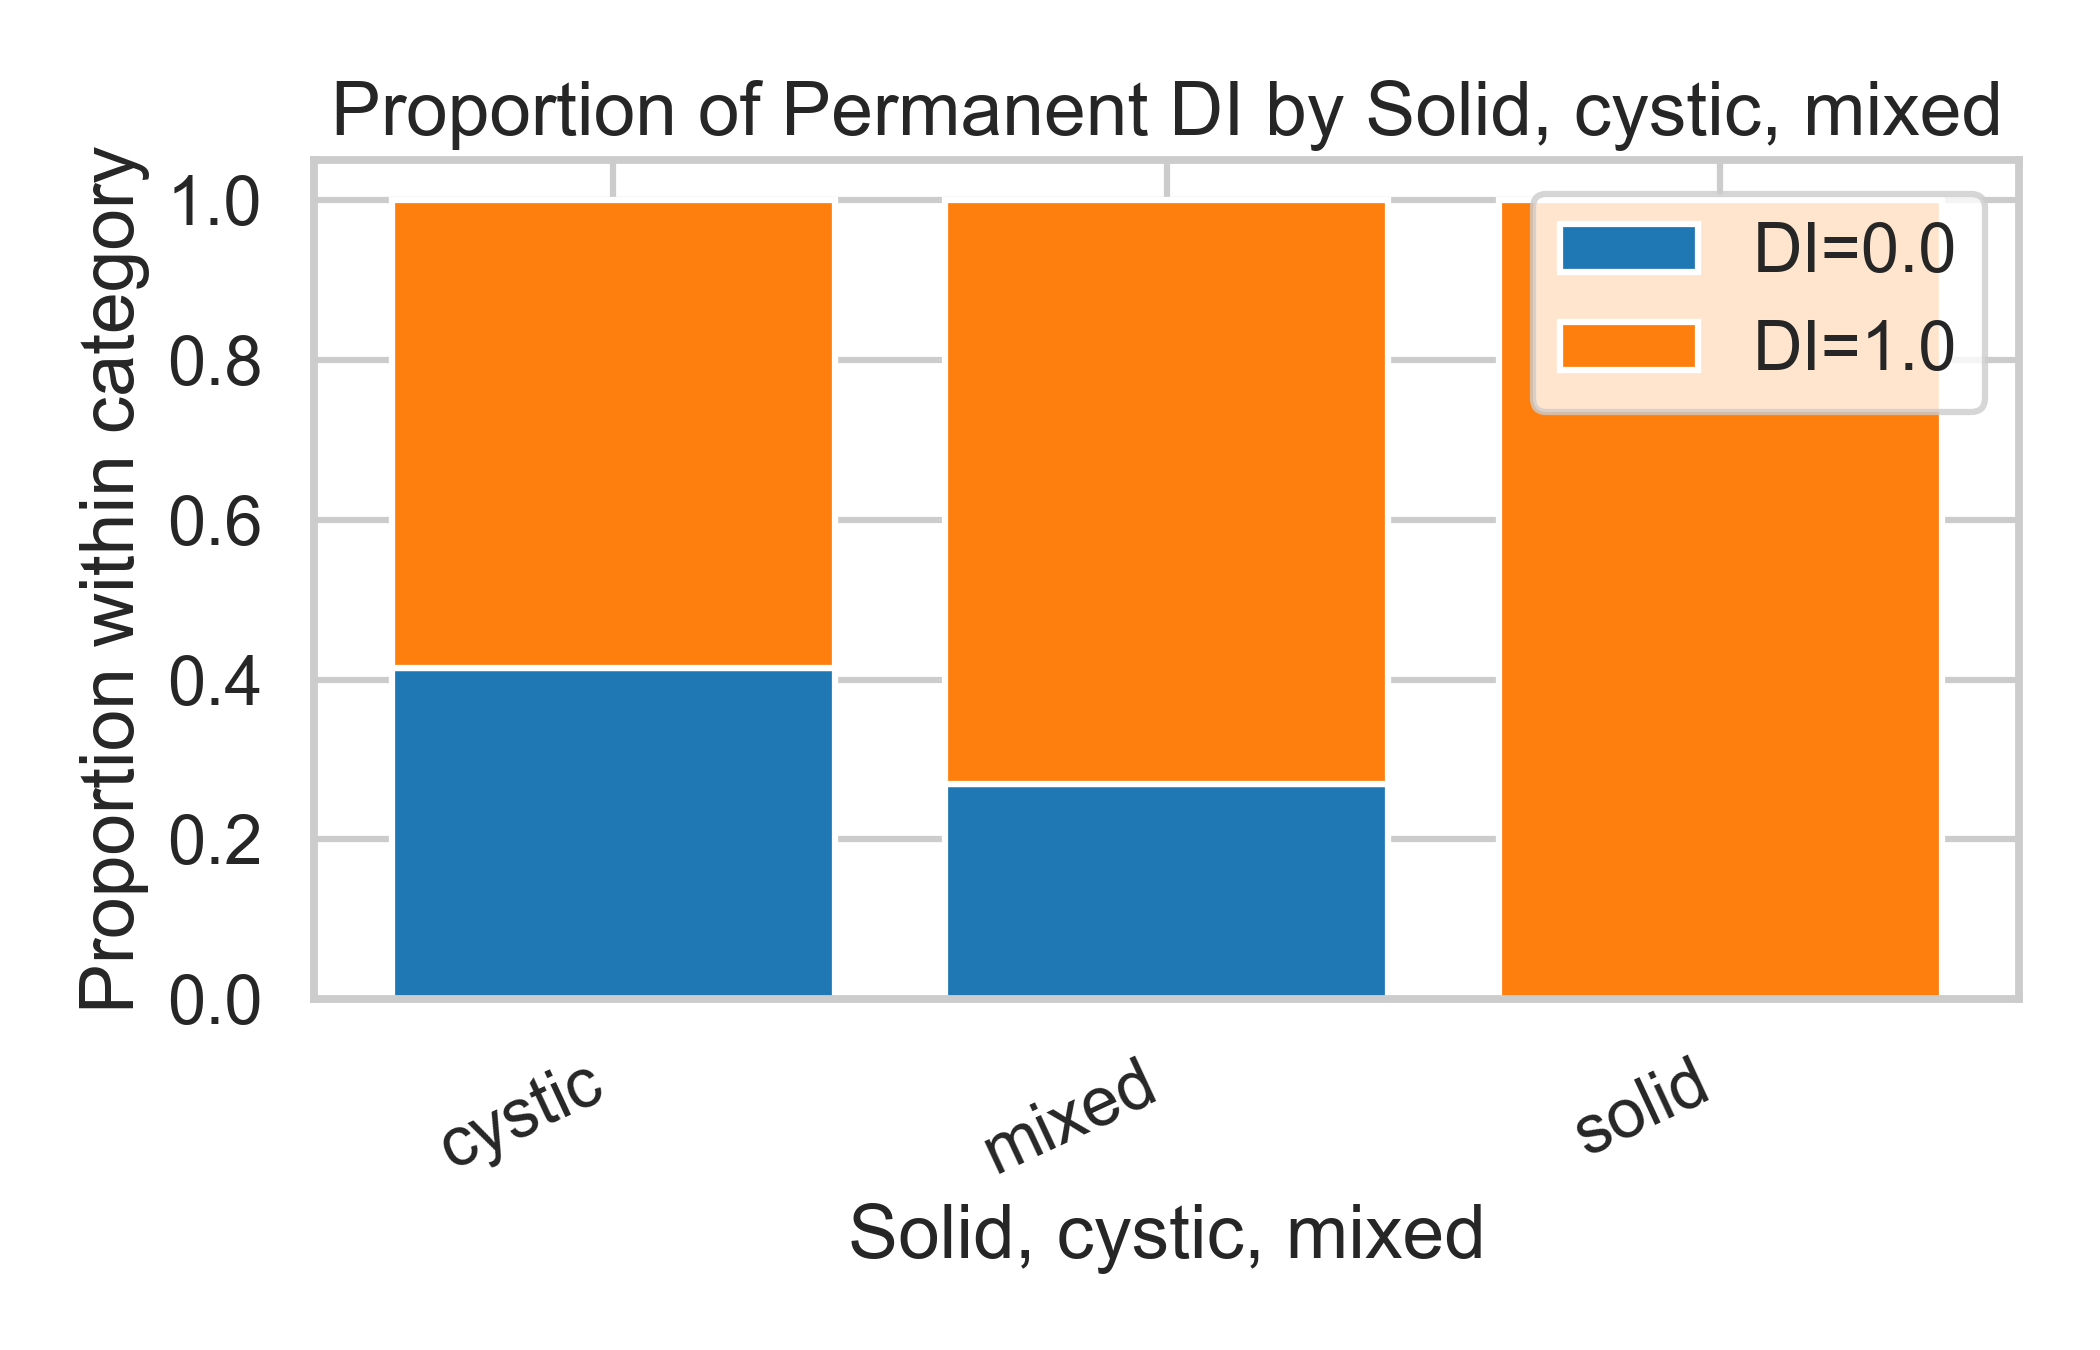 Proportion of Permanent DI by Solid, cystic, mixed
Proportion within category
1.0
0.8
0.6
0.4
0.2
0.0
DI=0.0
DI=1.0
cystic
mixed
solid
Solid, cystic, mixed